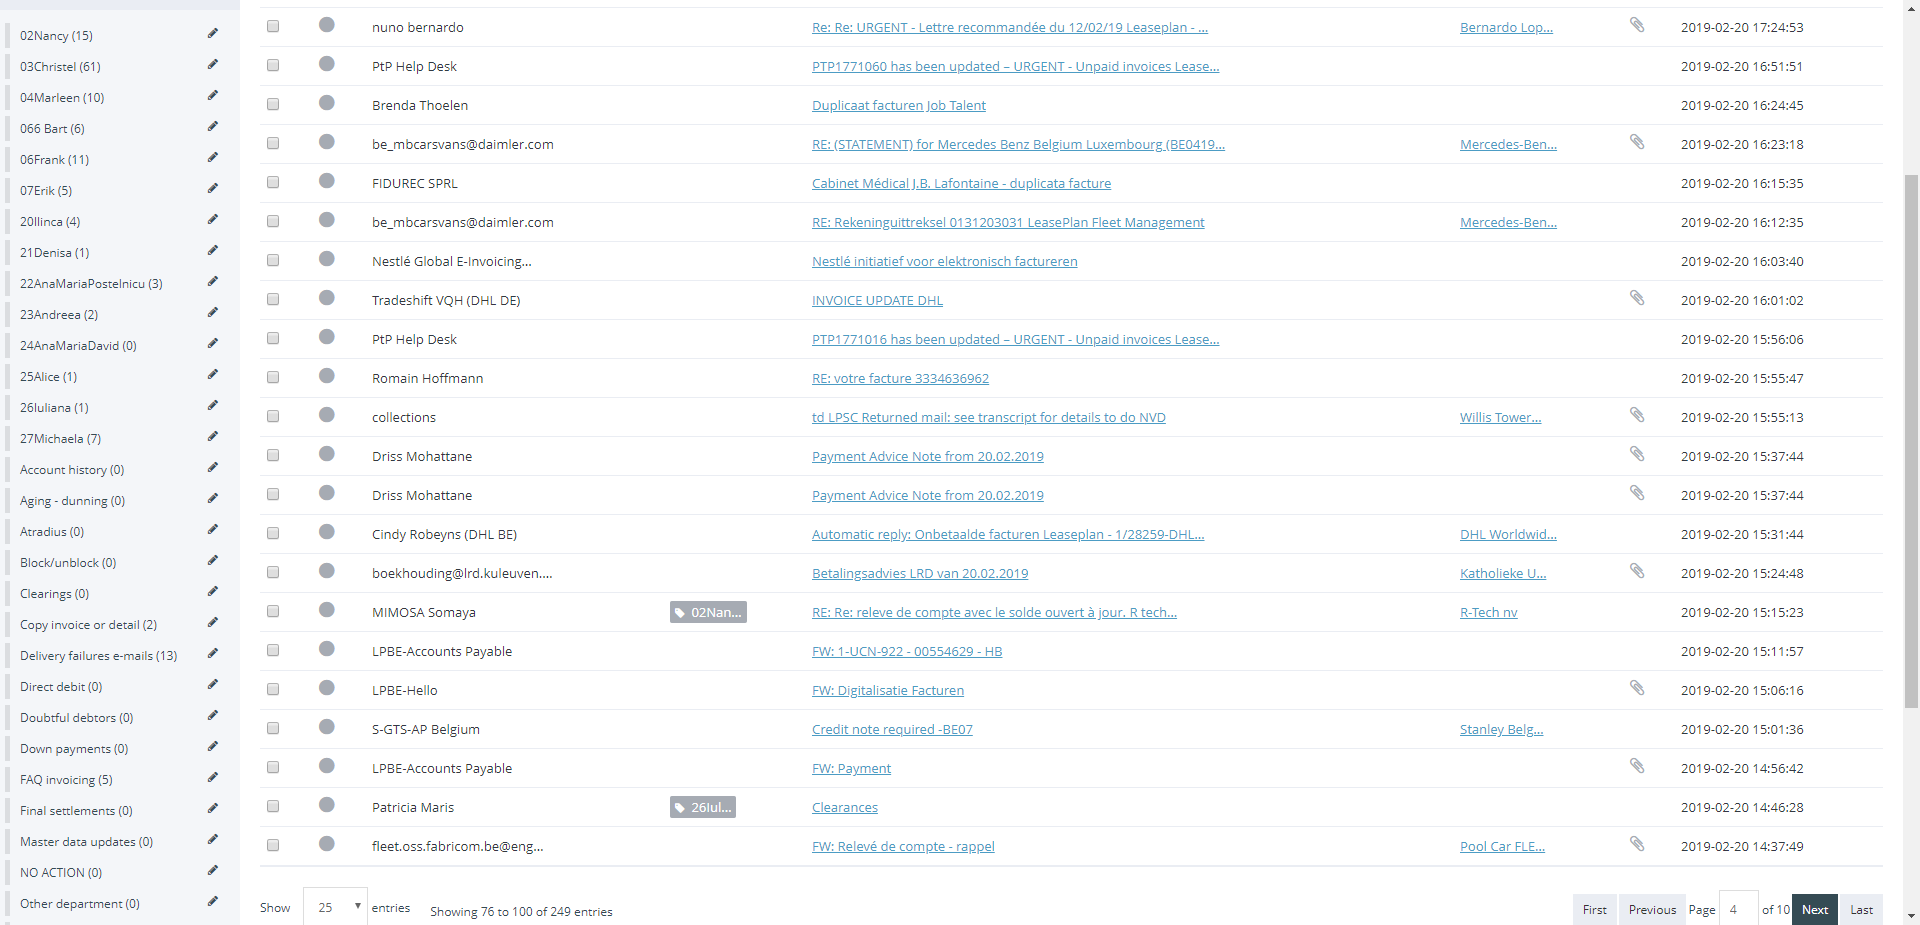 02Nancy (15)
03Christel (61)
04Marleen (10)
066 Bart (6)
06Frank (11)
07Erik (5)
20Ilinca (4)
21Denisa (1)
22AnaMariaPostelnicu (3)
23Andreea (2)
24AnaMariaDavid (0)
25Alice (1)
26Iuliana (1)
27Michaela (7)
Account history (0)
Aging - dunning (0)
Atradius (0)
Block/unblock (0)
Clearings (0)
Copy invoice or detail (2)
Delivery failures e-mails (13)
Direct debit (0)
Doubtful debtors (0)
Down payments (0)
FAQ invoicing (5)
Final settlements (0)
Master data updates (0)
NO ACTION (0)
Other department (0)
nuno bernardo Re: Re: URGENT - Lettre recommandée du 12/02/19 Leaseplan - ... Bernardo Lop... 2019-02-20 17:24:53
PtP Help Desk PTP1771060 has been updated – URGENT - Unpaid invoices Lease... 2019-02-20 16:51:51
Brenda Thoelen Duplicaat facturen Job Talent 2019-02-20 16:24:45
be_mbcarsvans@daimler.com RE: (STATEMENT) for Mercedes Benz Belgium Luxembourg (BE0419... Mercedes-Ben... 2019-02-20 16:23:18
FIDUREC SPRL Cabinet Médical J.B. Lafontaine - duplicata facture 2019-02-20 16:15:35
be_mbcarsvans@daimler.com RE: Rekeninguittreksel 0131203031 LeasePlan Fleet Management Mercedes-Ben... 2019-02-20 16:12:35
Nestlé Global E-Invoicing... Nestlé initiatief voor elektronisch factureren 2019-02-20 16:03:40
Tradeshift VQH (DHL DE) INVOICE UPDATE DHL 2019-02-20 16:01:02
PtP Help Desk PTP1771016 has been updated – URGENT - Unpaid invoices Lease... 2019-02-20 15:56:06
Romain Hoffmann RE: votre facture 3334636962 2019-02-20 15:55:47
collections td LPSC Returned mail: see transcript for details to do NVD Willis Tower... 2019-02-20 15:55:13
Driss Mohattane Payment Advice Note from 20.02.2019 2019-02-20 15:37:44
Driss Mohattane Payment Advice Note from 20.02.2019 2019-02-20 15:37:44
Cindy Robeyns (DHL BE) Automatic reply: Onbetaalde facturen Leaseplan - 1/28259-DHL... DHL Worldwid... 2019-02-20 15:31:44
boekhouding@lrd.kuleuven.... Betalingsadvies LRD van 20.02.2019 Katholieke U... 2019-02-20 15:24:48
MIMOSA Somaya 02Nan... RE: Re: releve de compte avec le solde ouvert à jour. R tech... R-Tech nv 2019-02-20 15:15:23
LPBE-Accounts Payable FW: 1-UCN-922 - 00554629 - HB 2019-02-20 15:11:57
LPBE-Hello FW: Digitalisatie Facturen 2019-02-20 15:06:16
S-GTS-AP Belgium Credit note required -BE07 Stanley Belg... 2019-02-20 15:01:36
LPBE-Accounts Payable FW: Payment 2019-02-20 14:56:42
Patricia Maris 26Iul... Clearances 2019-02-20 14:46:28
fleet.oss.fabricom.be@eng... FW: Relevé de compte - rappel Pool Car FLE... 2019-02-20 14:37:49
Show 25 entries Showing 76 to 100 of 249 entries First Previous Page 4 of 10 Next Last